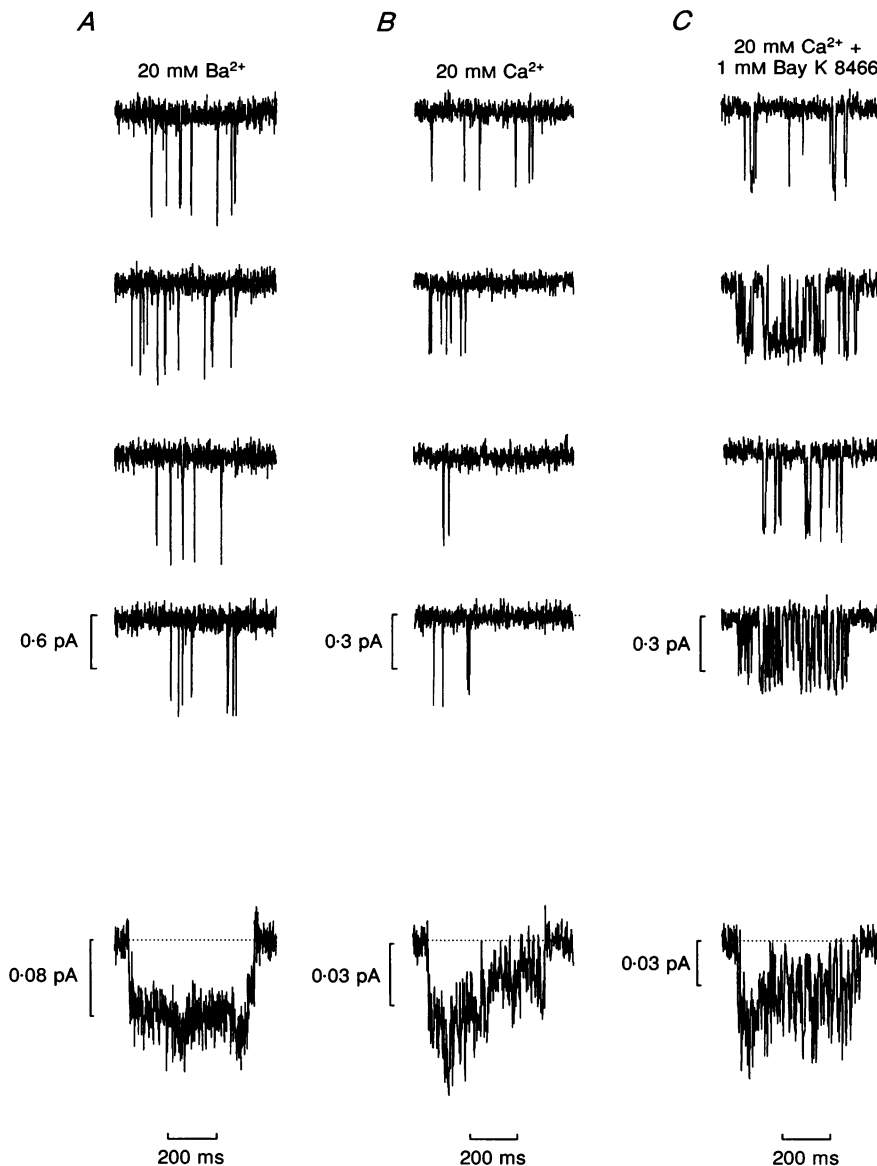 A
B
C
20 mM Ba²⁺
20 mM Ca²⁺
20 mM Ca²⁺ +
1 mM Bay K 8466
0·6 pA
0·3 pA
0·3 pA
0·08 pA
0·03 pA
0·03 pA
200 ms
200 ms
200 ms